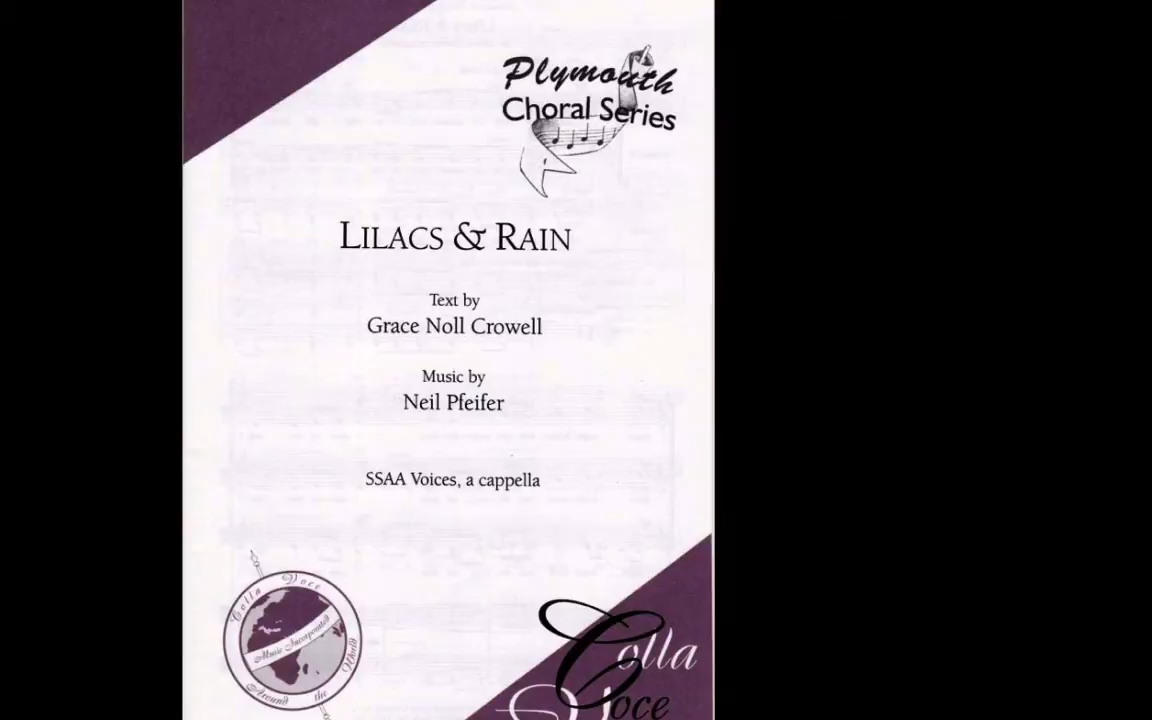 Plymouth
Choral Series
LILACS & RAIN
Text by
Grace Noll Crowell
Music by
Neil Pfeifer
SSAA Voices, a cappella
Colla Voce
Music Incorporated
Around the World
Colla
Voce